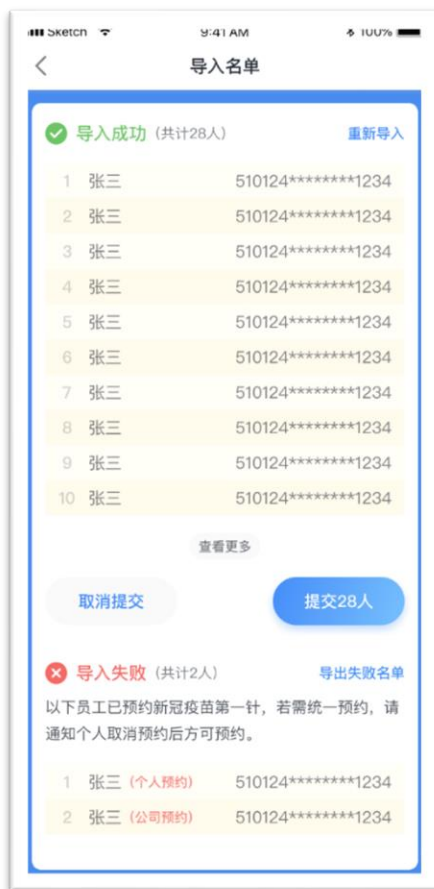 Sketch 9:41 AM 100%
导入名单
导入成功（共计28人） 重新导入
1 张三 510124********1234
2 张三 510124********1234
3 张三 510124********1234
4 张三 510124********1234
5 张三 510124********1234
6 张三 510124********1234
7 张三 510124********1234
8 张三 510124********1234
9 张三 510124********1234
10 张三 510124********1234
查看更多
取消提交 提交28人
导入失败（共计2人） 导出失败名单
以下员工已预约新冠疫苗第一针，若需统一预约，请
通知个人取消预约后方可预约。
1 张三（个人预约） 510124********1234
2 张三（公司预约） 510124********1234